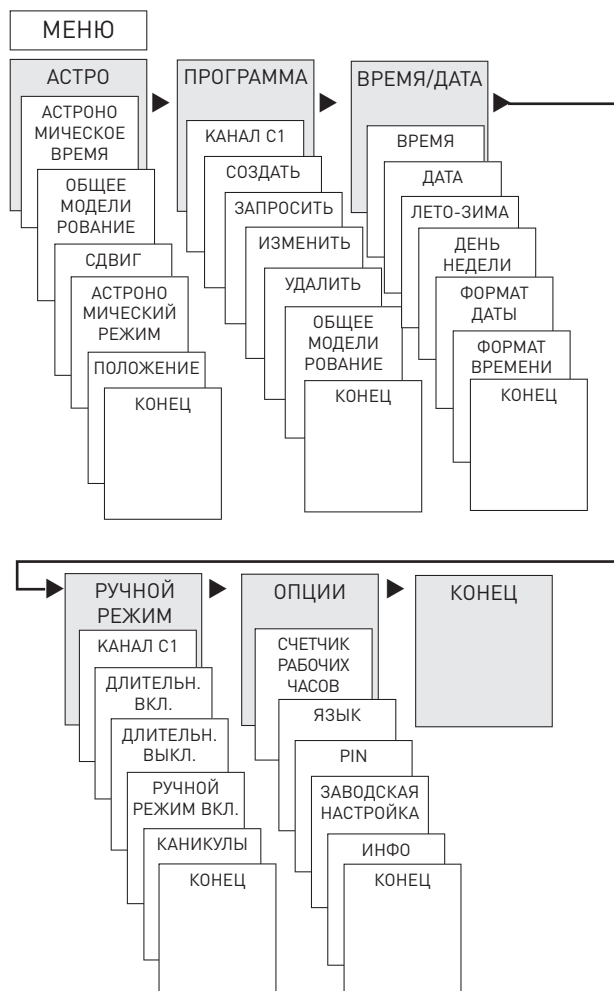 МЕНЮ
АСТРО
АСТРОНО
МИЧЕСКОЕ
ВРЕМЯ
ОБЩЕЕ
МОДЕЛИ
РОВАНИЕ
СДВИГ
АСТРОНО
МИЧЕСКИЙ
РЕЖИМ
ПОЛОЖЕНИЕ
КОНЕЦ
ПРОГРАММА
КАНАЛ С1
СОЗДАТЬ
ЗАПРОСИТЬ
ИЗМЕНИТЬ
УДАЛИТЬ
ОБЩЕЕ
МОДЕЛИ
РОВАНИЕ
КОНЕЦ
ВРЕМЯ/ДАТА
ВРЕМЯ
ДАТА
ЛЕТО-ЗИМА
ДЕНЬ
НЕДЕЛИ
ФОРМАТ
ДАТЫ
ФОРМАТ
ВРЕМЕНИ
КОНЕЦ
РУЧНОЙ
РЕЖИМ
КАНАЛ С1
ДЛИТЕЛЬН.
ВКЛ.
ДЛИТЕЛЬН.
ВЫКЛ.
РУЧНОЙ
РЕЖИМ ВКЛ.
КАНИКУЛЫ
КОНЕЦ
ОПЦИИ
СЧЕТЧИК
РАБОЧИХ
ЧАСОВ
ЯЗЫК
PIN
ЗАВОДСКАЯ
НАСТРОЙКА
ИНФО
КОНЕЦ
КОНЕЦ